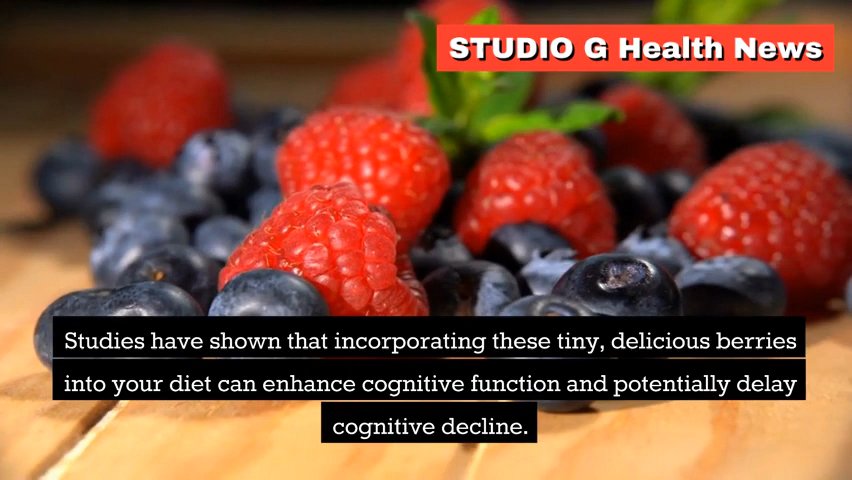 STUDIO G Health News
Studies have shown that incorporating these tiny, delicious berries
into your diet can enhance cognitive function and potentially delay
cognitive decline.